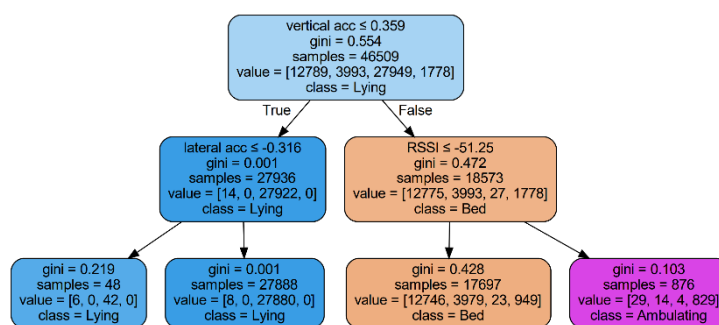 vertical acc ≤ 0.359
gini = 0.554
samples = 46509
value = [12789, 3993, 27949, 1778]
class = Lying
True
False
lateral acc ≤ -0.316
gini = 0.001
samples = 27936
value = [14, 0, 27922, 0]
class = Lying
RSSI ≤ -51.25
gini = 0.472
samples = 18573
value = [12775, 3993, 27, 1778]
class = Bed
gini = 0.219
samples = 48
value = [6, 0, 42, 0]
class = Lying
gini = 0.001
samples = 27888
value = [8, 0, 27880, 0]
class = Lying
gini = 0.428
samples = 17697
value = [12746, 3979, 23, 949]
class = Bed
gini = 0.103
samples = 876
value = [29, 14, 4, 829]
class = Ambulating